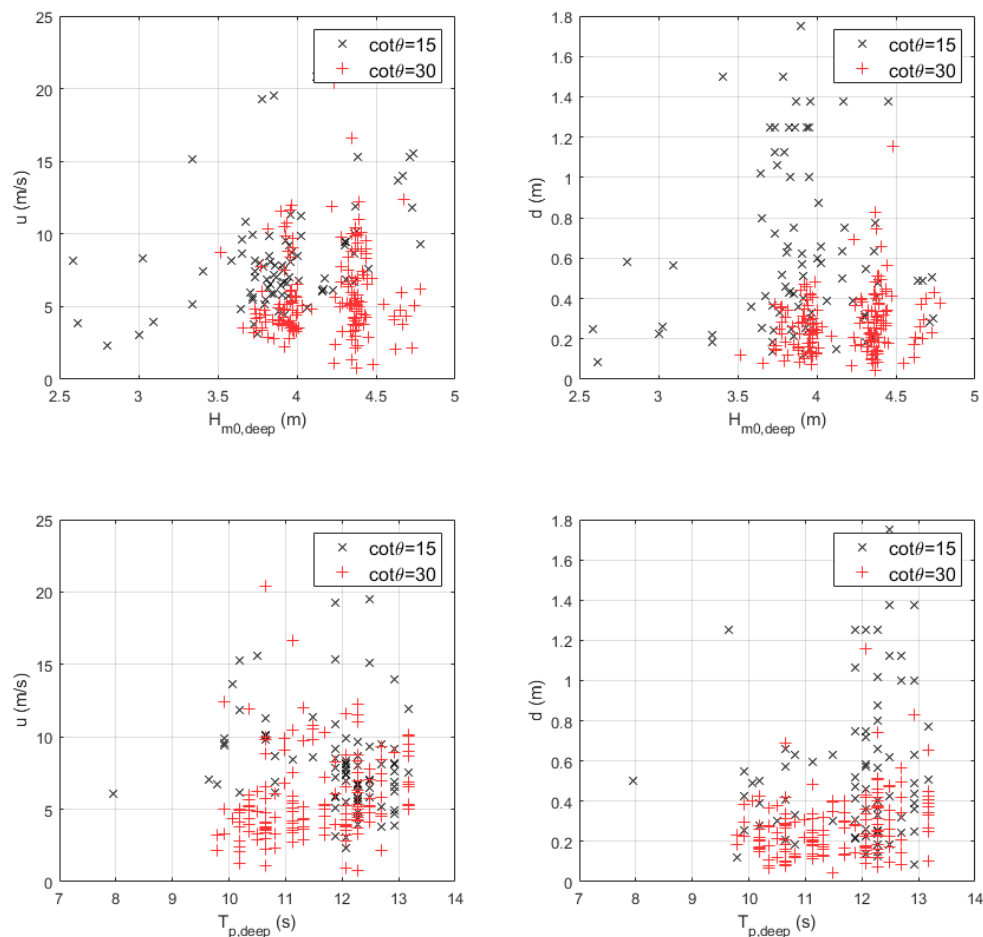 25
20
15
10
5
0
u (m/s)
2.5 3 3.5 4 4.5 5
H_m0,deep (m)
cotθ=15
cotθ=30
1.8
1.6
1.4
1.2
1
0.8
0.6
0.4
0.2
0
d (m)
2.5 3 3.5 4 4.5 5
H_m0,deep (m)
cotθ=15
cotθ=30
25
20
15
10
5
0
u (m/s)
7 8 9 10 11 12 13 14
T_p,deep (s)
cotθ=15
cotθ=30
1.8
1.6
1.4
1.2
1
0.8
0.6
0.4
0.2
0
d (m)
7 8 9 10 11 12 13 14
T_p,deep (s)
cotθ=15
cotθ=30